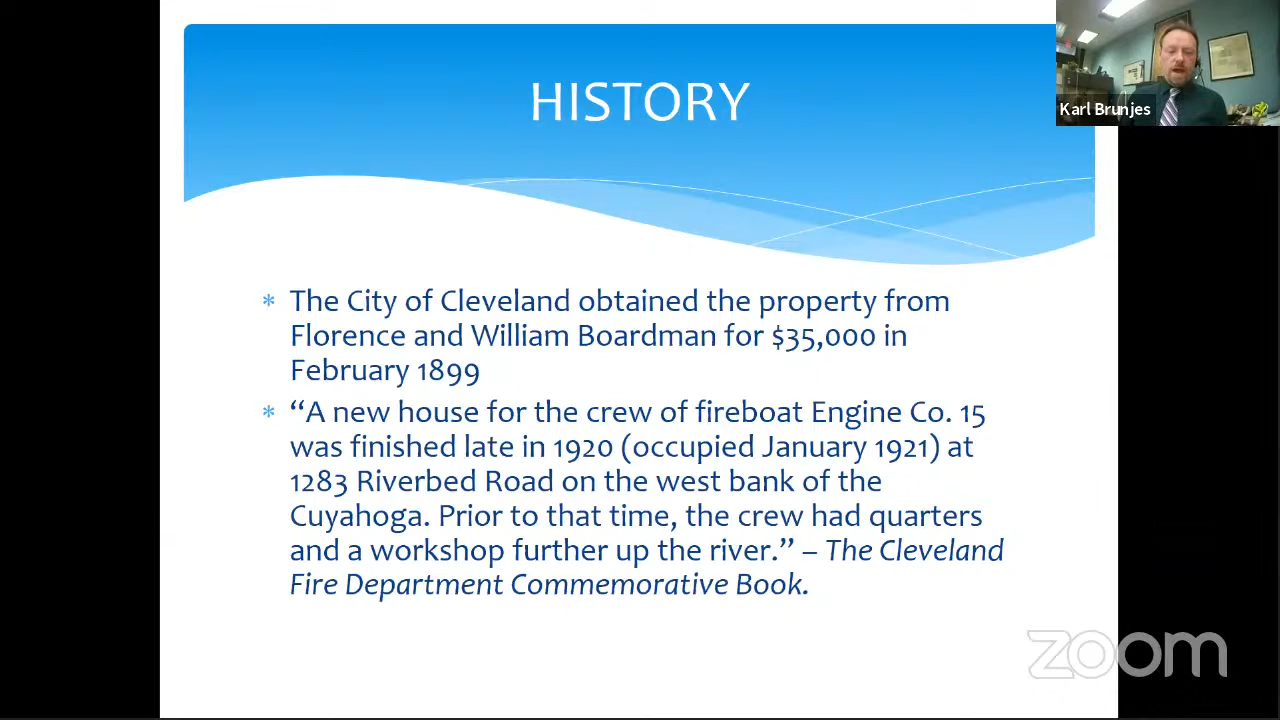 HISTORY
Karl Brunjes
* The City of Cleveland obtained the property from
Florence and William Boardman for $35,000 in
February 1899
* “A new house for the crew of fireboat Engine Co. 15
was finished late in 1920 (occupied January 1921) at
1283 Riverbed Road on the west bank of the
Cuyahoga. Prior to that time, the crew had quarters
and a workshop further up the river.” – The Cleveland
Fire Department Commemorative Book.
zoom